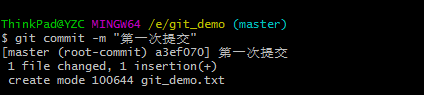 ThinkPad@YZC MINGW64 /e/git_demo (master)
$ git commit -m "第一次提交"
[master (root-commit) a3ef070] 第一次提交
 1 file changed, 1 insertion(+)
 create mode 100644 git_demo.txt